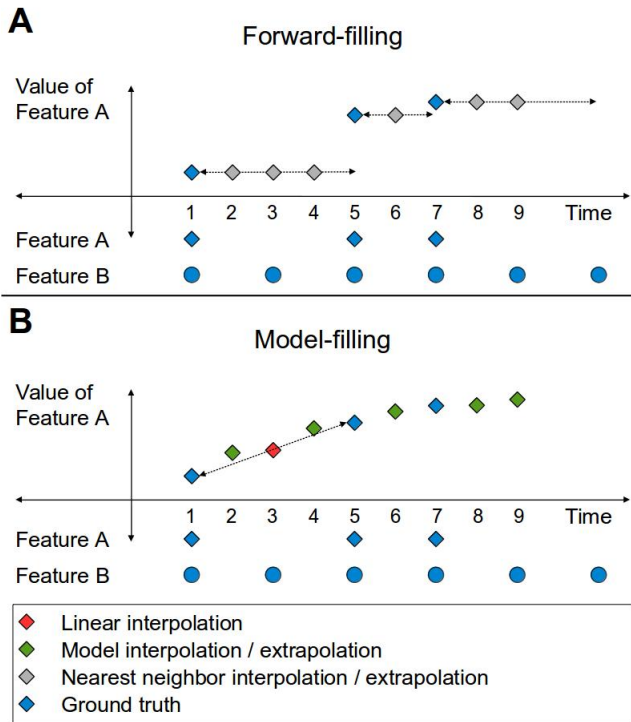 A
Forward-filling
Value of
Feature A
1 2 3 4 5 6 7 8 9 Time
Feature A
Feature B
B
Model-filling
Value of
Feature A
1 2 3 4 5 6 7 8 9 Time
Feature A
Feature B
Linear interpolation
Model interpolation / extrapolation
Nearest neighbor interpolation / extrapolation
Ground truth